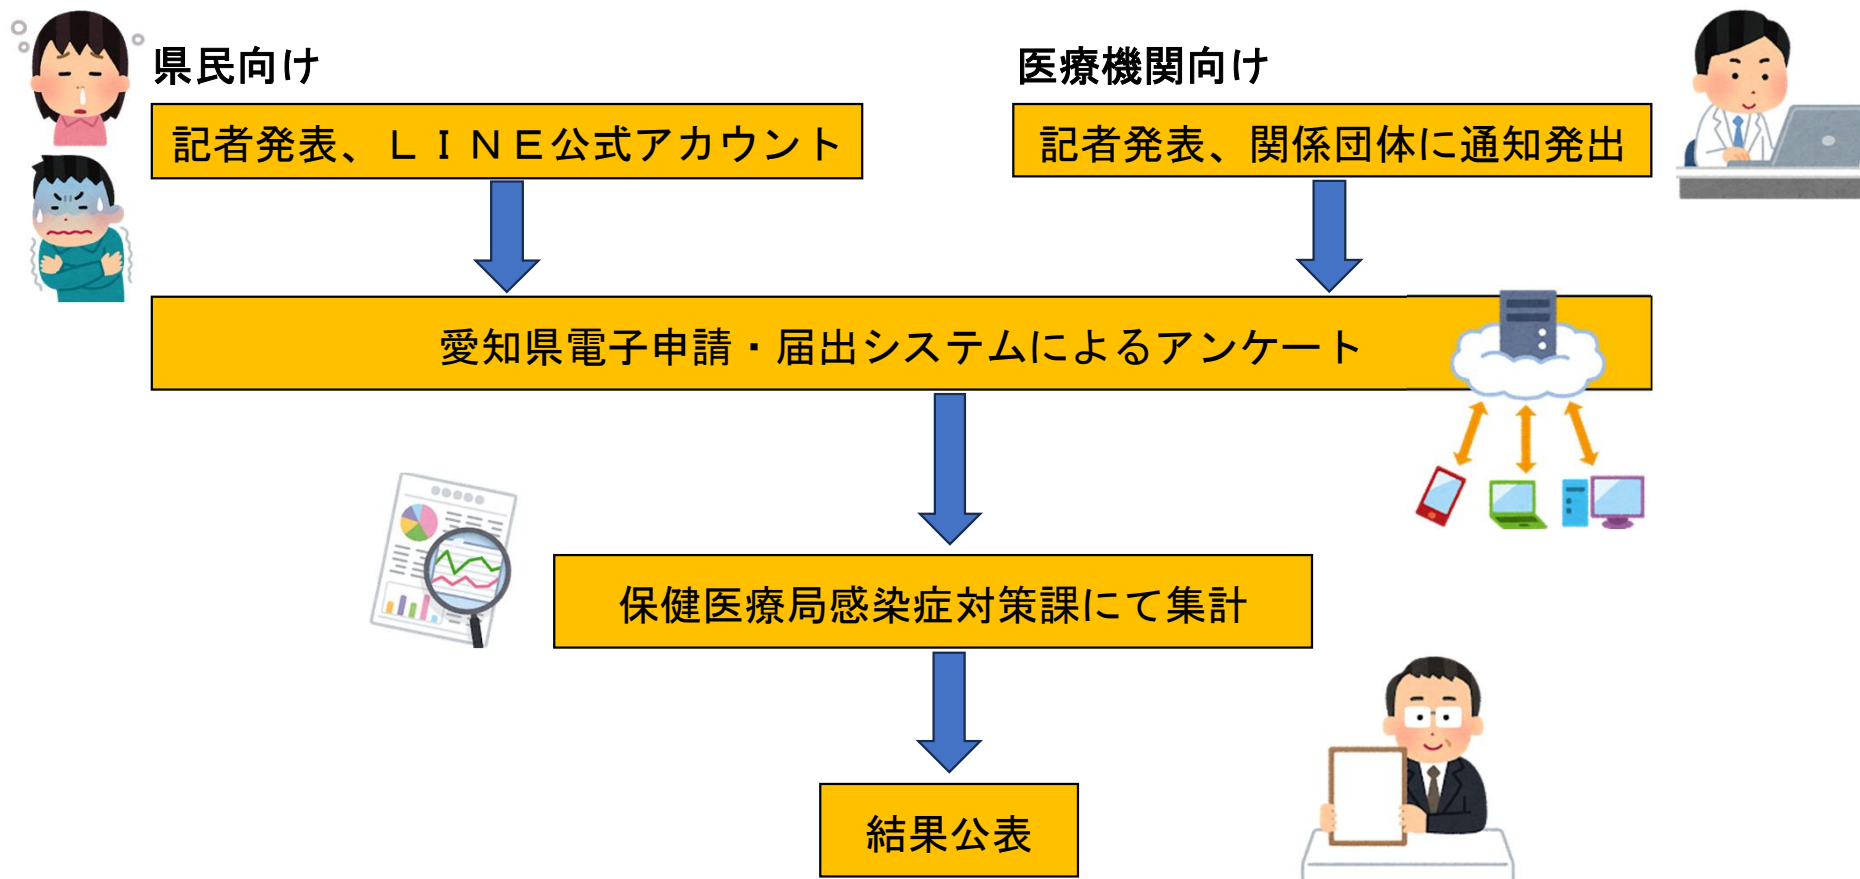 県民向け
医療機関向け
記者発表、ＬＩＮＥ公式アカウント
記者発表、関係団体に通知発出
愛知県電子申請・届出システムによるアンケート
保健医療局感染症対策課にて集計
結果公表